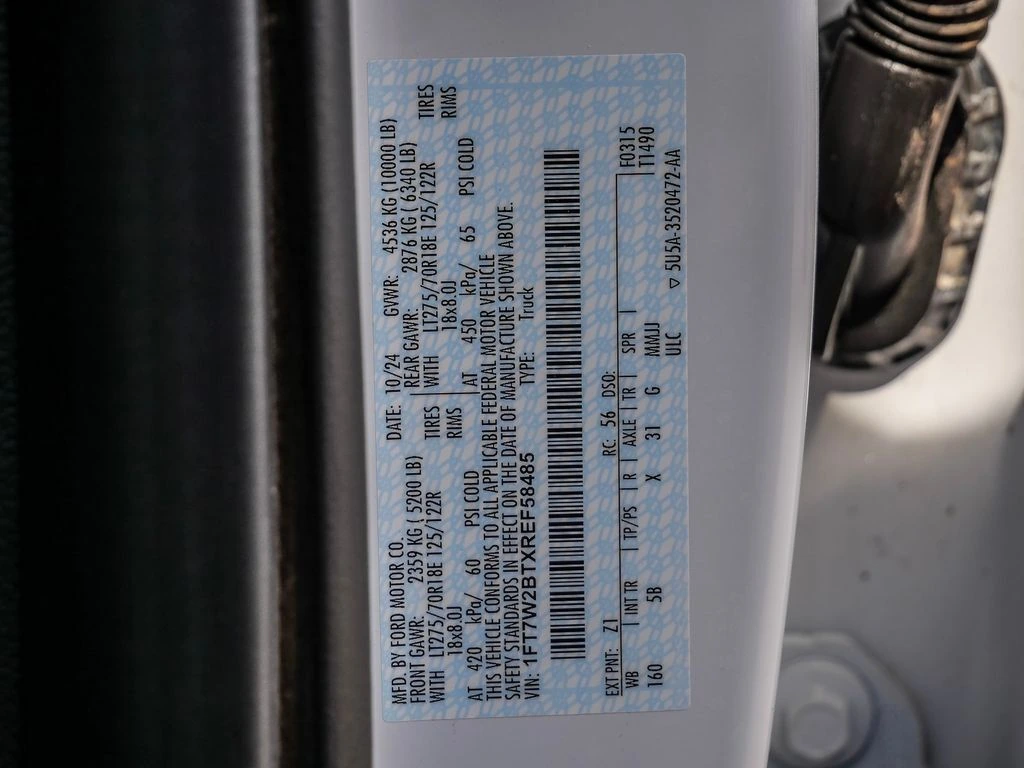 MFD. BY FORD MOTOR CO. DATE: 10/24 GVWR: 4536 KG (10000 LB)
FRONT GAWR: 2359 KG ( 5200 LB) REAR GAWR: 2876 KG ( 6340 LB)
WITH LT275/70R18E 125/122R TIRES WITH LT275/70R18E 125/122R TIRES
18x8.0J RIMS 18x8.0J RIMS
AT 420 kPa/ 60 PSI COLD AT 450 kPa/ 65 PSI COLD
THIS VEHICLE CONFORMS TO ALL APPLICABLE FEDERAL MOTOR VEHICLE
SAFETY STANDARDS IN EFFECT ON THE DATE OF MANUFACTURE SHOWN ABOVE.
VIN: 1FT7W2BTXREF58485 TYPE: Truck
EXT PNT: Z1 RC: 56 DSO: F0315
WB INT TR TP/PS R AXLE TR SPR T1490
160 5B X 31 G MMUJ
ULC ▽ 5U5A-3520472-AA